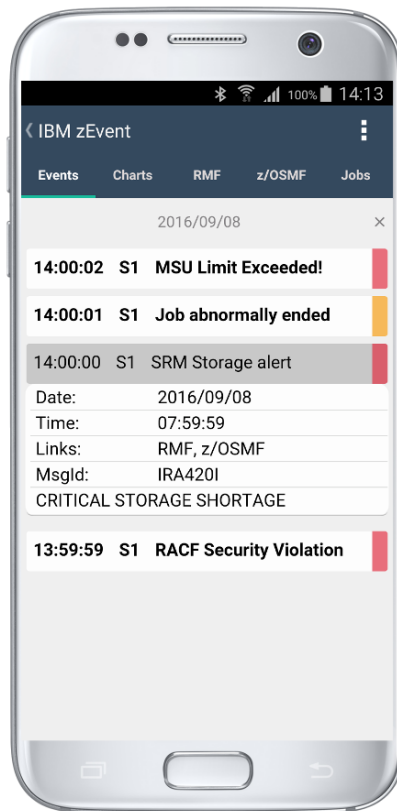 100% 14:13
IBM zEvent
Events Charts RMF z/OSMF Jobs
2016/09/08 ×
14:00:02 S1 MSU Limit Exceeded!
14:00:01 S1 Job abnormally ended
14:00:00 S1 SRM Storage alert
Date: 2016/09/08
Time: 07:59:59
Links: RMF, z/OSMF
MsgId: IRA420I
CRITICAL STORAGE SHORTAGE
13:59:59 S1 RACF Security Violation